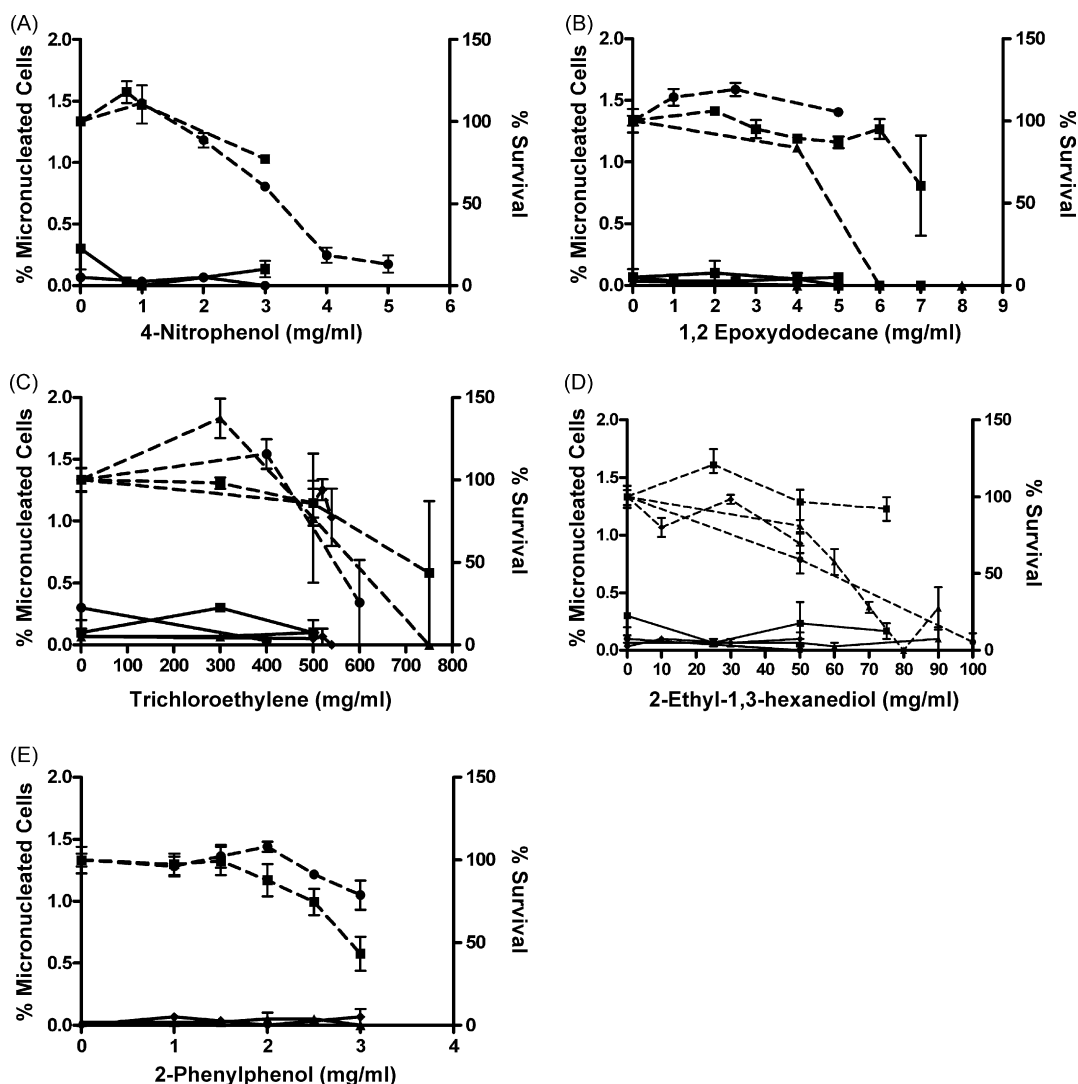 (A)
% Micronucleated Cells
2.0
1.5
1.0
0.5
0.0
150
100
50
0
% Survival
0 1 2 3 4 5 6
4-Nitrophenol (mg/ml)
(B)
% Micronucleated Cells
2.0
1.5
1.0
0.5
0.0
150
100
50
0
% Survival
0 1 2 3 4 5 6 7 8 9
1,2 Epoxydodecane (mg/ml)
(C)
% Micronucleated Cells
2.0
1.5
1.0
0.5
0.0
150
100
50
0
% Survival
0 100 200 300 400 500 600 700 800
Trichloroethylene (mg/ml)
(D)
% Micronucleated Cells
2.0
1.5
1.0
0.5
0.0
150
100
50
0
% Survival
0 10 20 30 40 50 60 70 80 90 100
2-Ethyl-1,3-hexanediol (mg/ml)
(E)
% Micronucleated Cells
2.0
1.5
1.0
0.5
0.0
150
100
50
0
% Survival
0 1 2 3 4
2-Phenylphenol (mg/ml)